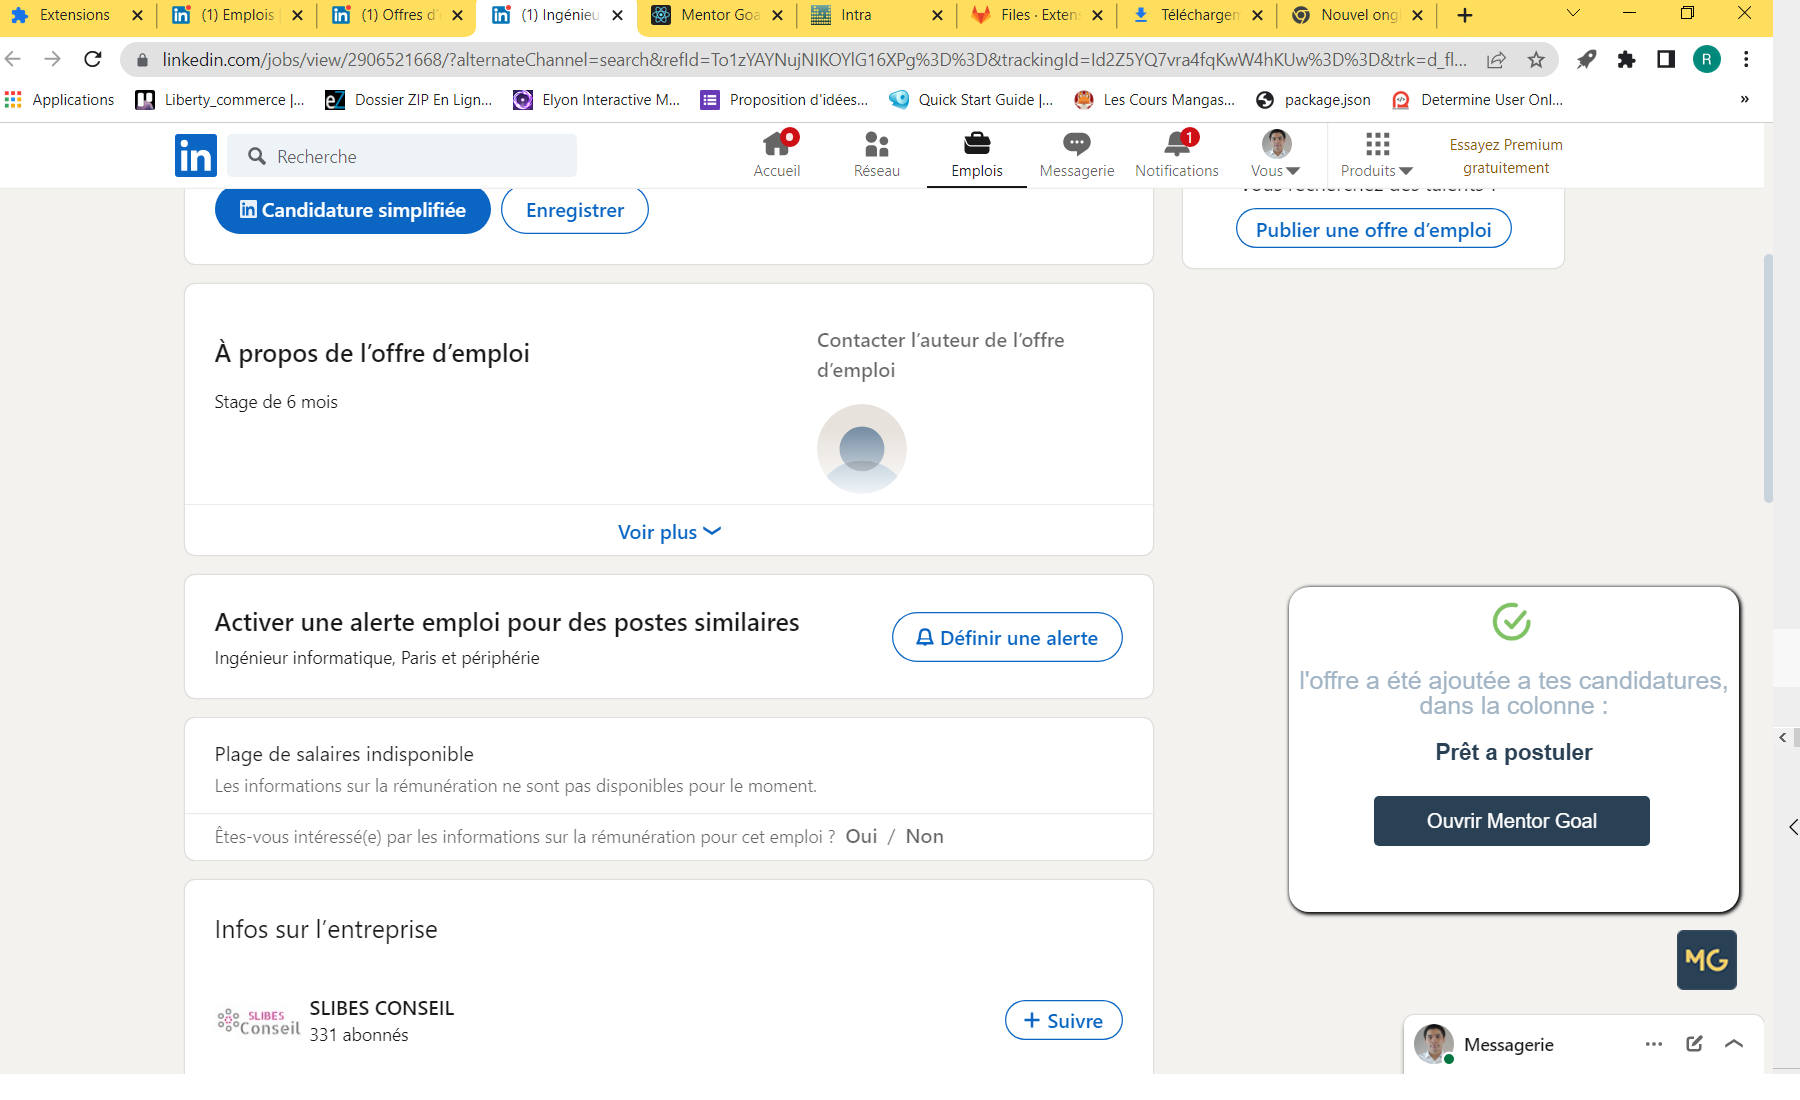 Extensions
(1) Emplois
(1) Offres d'
(1) Ingénieu
Mentor Goa
Intra
Files · Exten
Téléchargen
Nouvel ong
linkedin.com/jobs/view/2906521668/?alternateChannel=search&refId=To1zYAYNujNIKOYlG16XPg%3D%3D&trackingId=Id2Z5YQ7vra4fqKwW4hKUw%3D%3D&trk=d_fl...
R
Applications
Liberty_commerce |...
Dossier ZIP En Lign...
Elyon Interactive M...
Proposition d'idées...
Quick Start Guide |...
Les Cours Mangas...
package.json
Determine User Onl...
»
in
Recherche
Accueil
Réseau
Emplois
Messagerie
1
Notifications
Vous
Produits
Essayez Premium
gratuitement
Vous recherchez des talents ?
in Candidature simplifiée
Enregistrer
Publier une offre d’emploi
À propos de l’offre d’emploi
Stage de 6 mois
Contacter l’auteur de l’offre
d’emploi
Voir plus
Activer une alerte emploi pour des postes similaires
Ingénieur informatique, Paris et périphérie
Définir une alerte
Plage de salaires indisponible
Les informations sur la rémunération ne sont pas disponibles pour le moment.
Êtes-vous intéressé(e) par les informations sur la rémunération pour cet emploi ? Oui / Non
l'offre a été ajoutée a tes candidatures,
dans la colonne :
Prêt a postuler
Ouvrir Mentor Goal
MG
Infos sur l’entreprise
SLIBES
Conseil
SLIBES CONSEIL
331 abonnés
+ Suivre
Messagerie